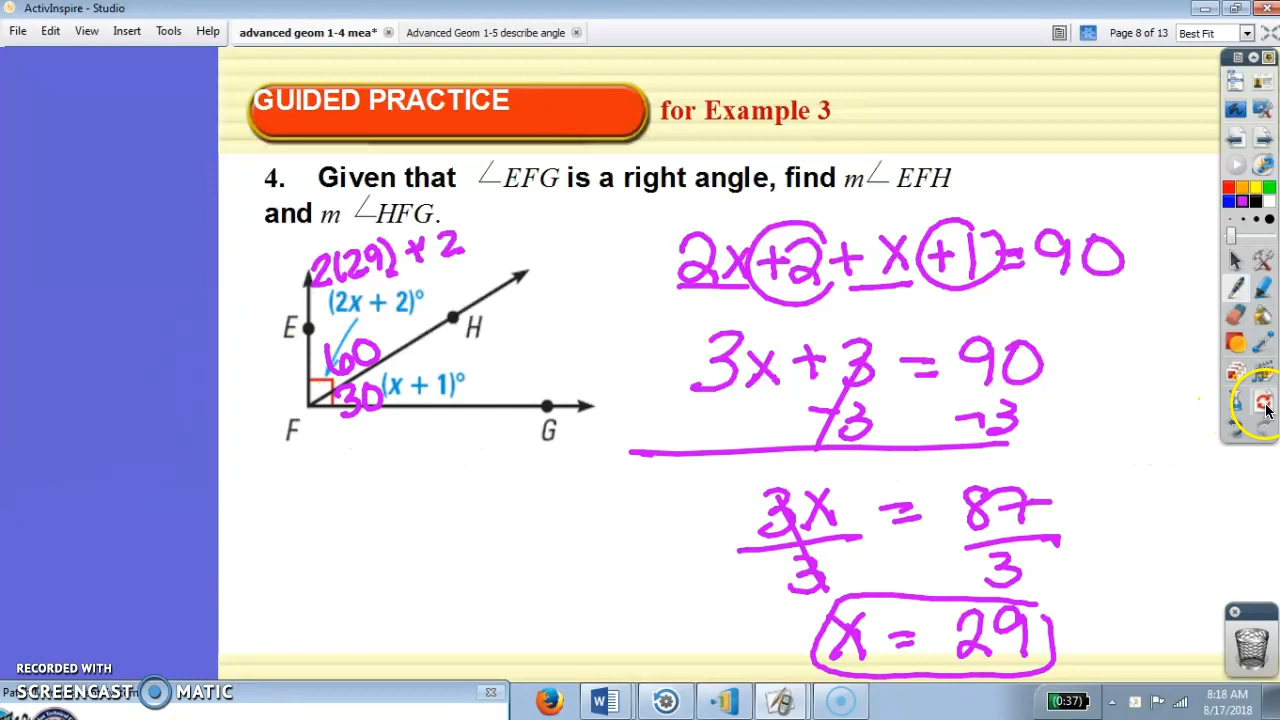 ActivInspire - Studio
File Edit View Insert Tools Help
advanced geom 1-4 mea*
Advanced Geom 1-5 describe angle
Page 8 of 13
Best Fit
GUIDED PRACTICE
for Example 3
4. Given that ∠EFG is a right angle, find m∠ EFH
and m ∠HFG.
2(29) + 2
(2x + 2)°
E
H
60
30
(x + 1)°
F
G
2x +2 + x +1 = 90
3x + 3 = 90
-3 -3
3x = 87
3 3
x = 29
RECORDED WITH
SCREENCAST MATIC
(0:37)
8:18 AM
8/17/2018